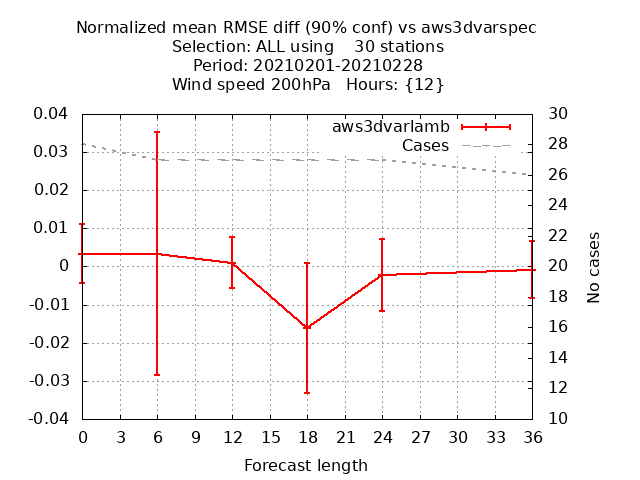 Normalized mean RMSE diff (90% conf) vs aws3dvarspec
Selection: ALL using    30 stations
Period: 20210201-20210228
Wind speed 200hPa   Hours: {12}
aws3dvarlamb
Cases
0.04
0.03
0.02
0.01
0
-0.01
-0.02
-0.03
-0.04
30
28
26
24
22
20
18
16
14
12
10
No cases
0 3 6 9 12 15 18 21 24 27 30 33 36
Forecast length